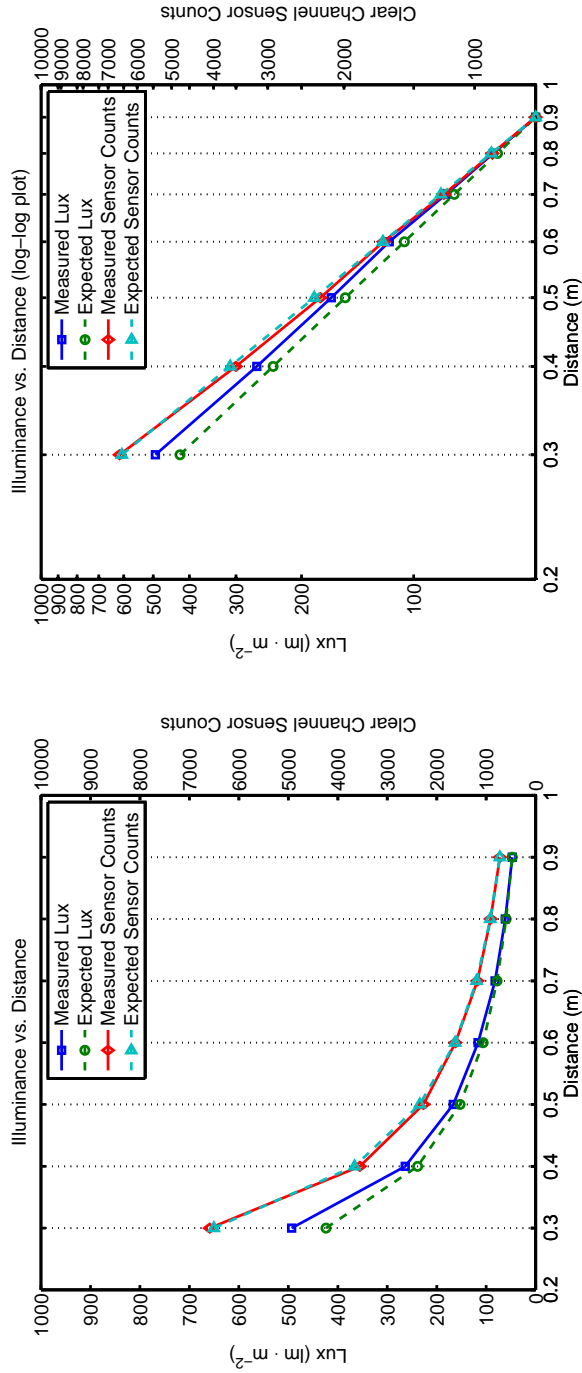 Illuminance vs. Distance
Measured Lux
Expected Lux
Measured Sensor Counts
Expected Sensor Counts
1000
900
800
700
600
500
400
300
200
100
0
Lux (lm · m⁻²)
10000
9000
8000
7000
6000
5000
4000
3000
2000
1000
0
Clear Channel Sensor Counts
0.2 0.3 0.4 0.5 0.6 0.7 0.8 0.9 1
Distance (m)
Illuminance vs. Distance (log−log plot)
Measured Lux
Expected Lux
Measured Sensor Counts
Expected Sensor Counts
1000
900
800
700
600
500
400
300
200
100
Lux (lm · m⁻²)
10000
9000
8000
7000
6000
5000
4000
3000
2000
1000
Clear Channel Sensor Counts
0.2 0.3 0.4 0.5 0.6 0.7 0.8 0.9 1
Distance (m)